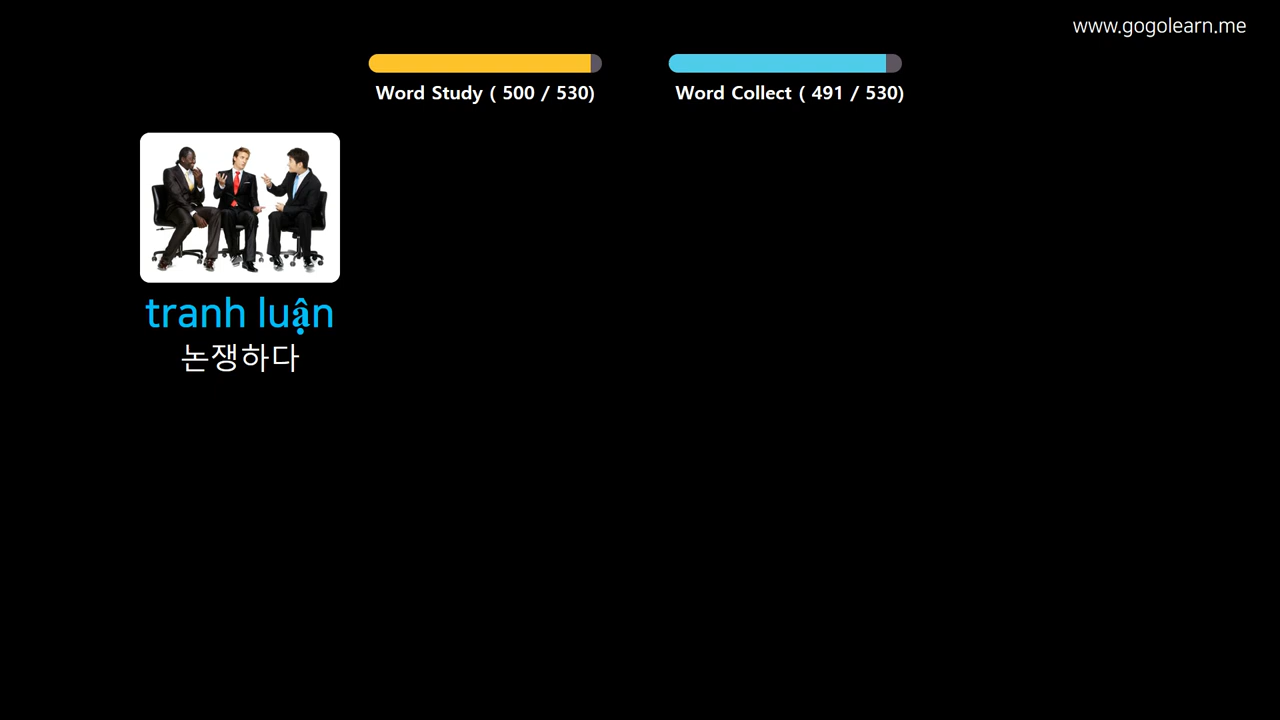 www.gogolearn.me
Word Study ( 500 / 530)
Word Collect ( 491 / 530)
tranh luận
논쟁하다